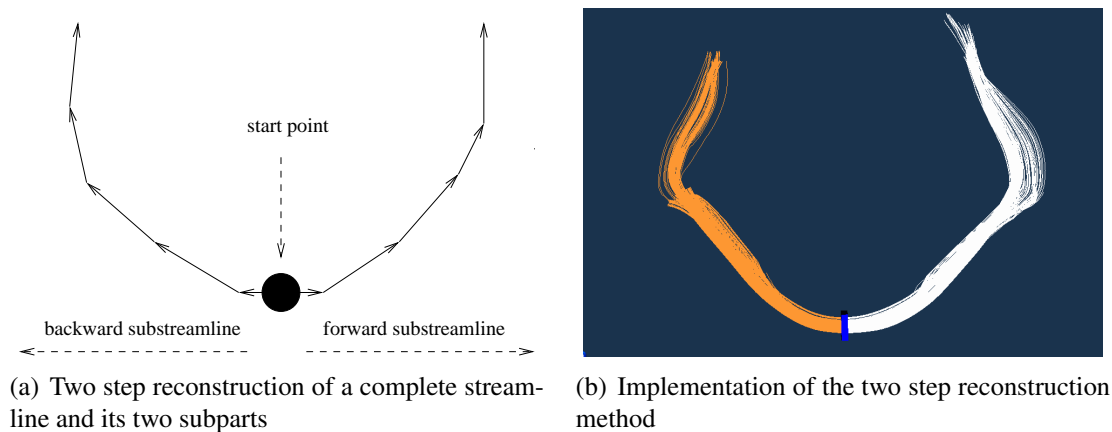 start point
backward substreamline
forward substreamline
(a) Two step reconstruction of a complete stream-
line and its two subparts
(b) Implementation of the two step reconstruction
method